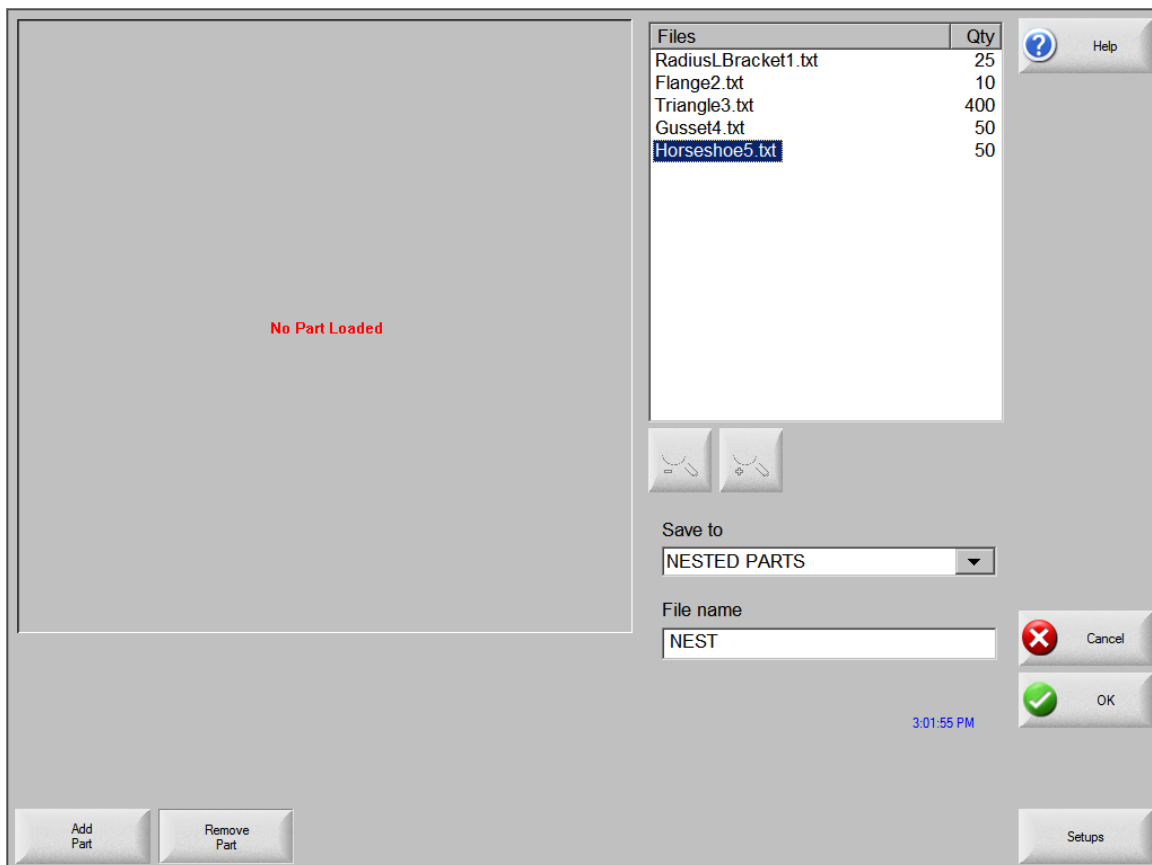 No Part Loaded
Files Qty
RadiusLBracket1.txt 25
Flange2.txt 10
Triangle3.txt 400
Gusset4.txt 50
Horseshoe5.txt 50
Save to
NESTED PARTS
File name
NEST
3:01:55 PM
Help
Cancel
OK
Add
Part
Remove
Part
Setups